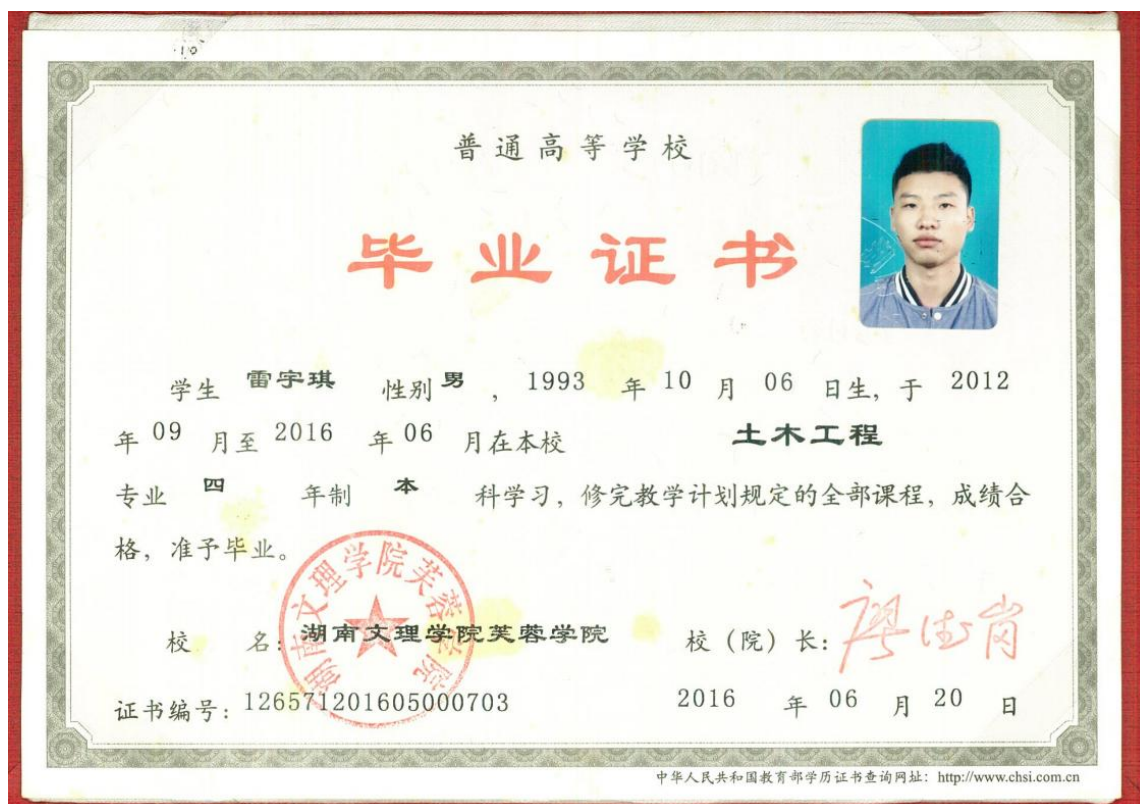 普通高等学校
毕业证书
学生 雷宇琪 性别 男 , 1993 年 10 月 06 日生, 于 2012
年 09 月至 2016 年 06 月在本校 土木工程
专业 四 年制 本 科学习, 修完教学计划规定的全部课程, 成绩合
格, 准予毕业。
湖南文理学院芙蓉学院
校 名: 湖南文理学院芙蓉学院 校(院)长: 廖德岗
证书编号: 126571201605000703 2016 年 06 月 20 日
中华人民共和国教育部学历证书查询网址: http://www.chsi.com.cn